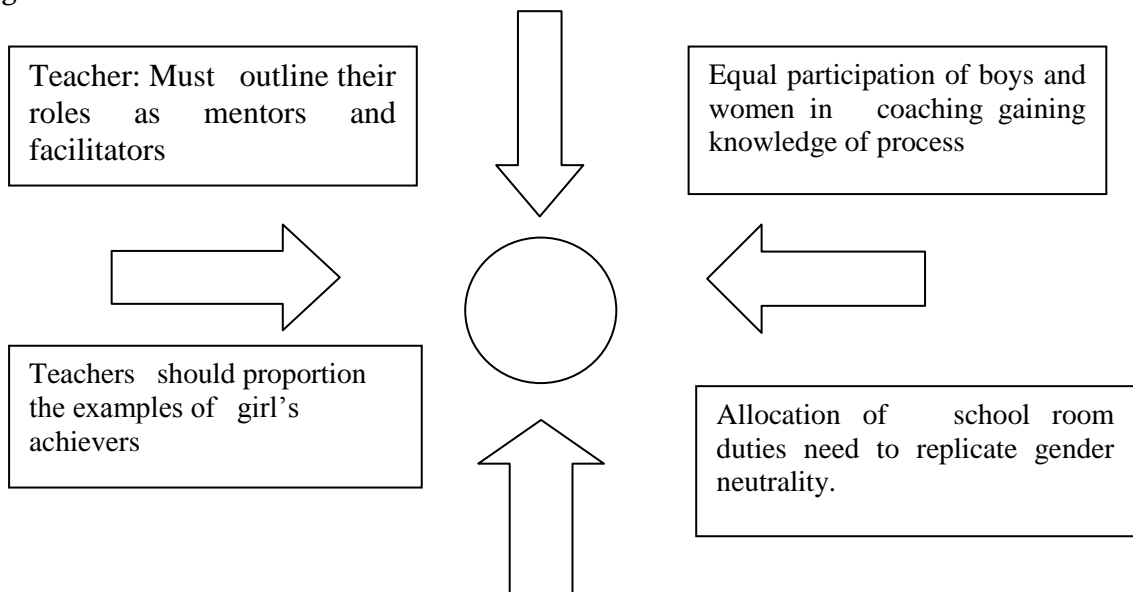 g
Teacher: Must outline their
roles as mentors and
facilitators
Equal participation of boys and
women in coaching gaining
knowledge of process
Teachers should proportion
the examples of girl's
achievers
Allocation of school room
duties need to replicate gender
neutrality.